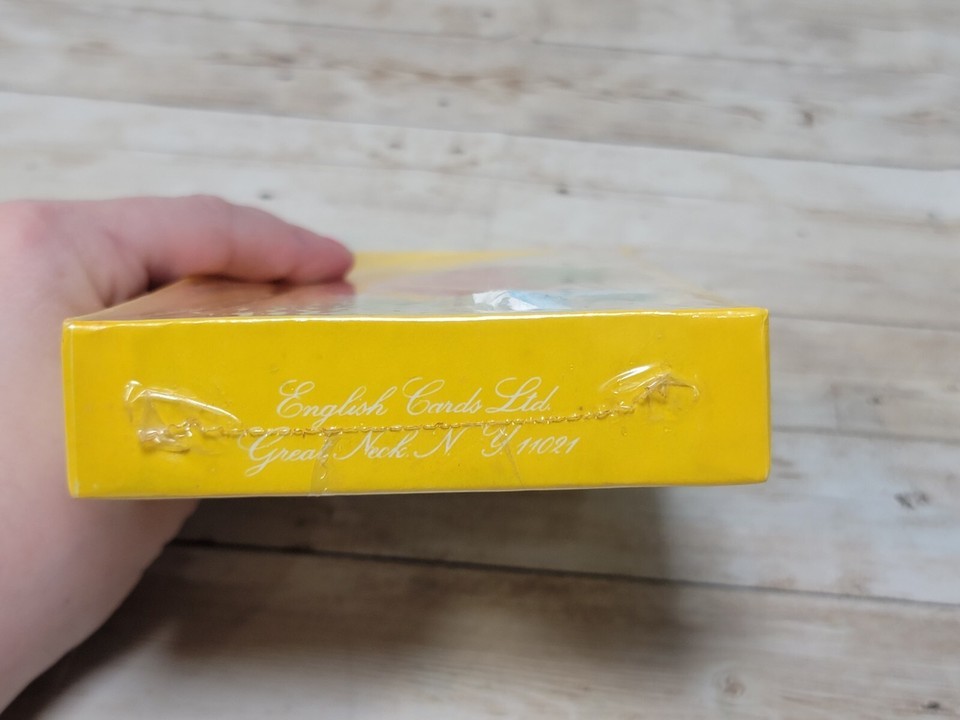 English Cards Ltd.
Great Neck. N. Y. 11021